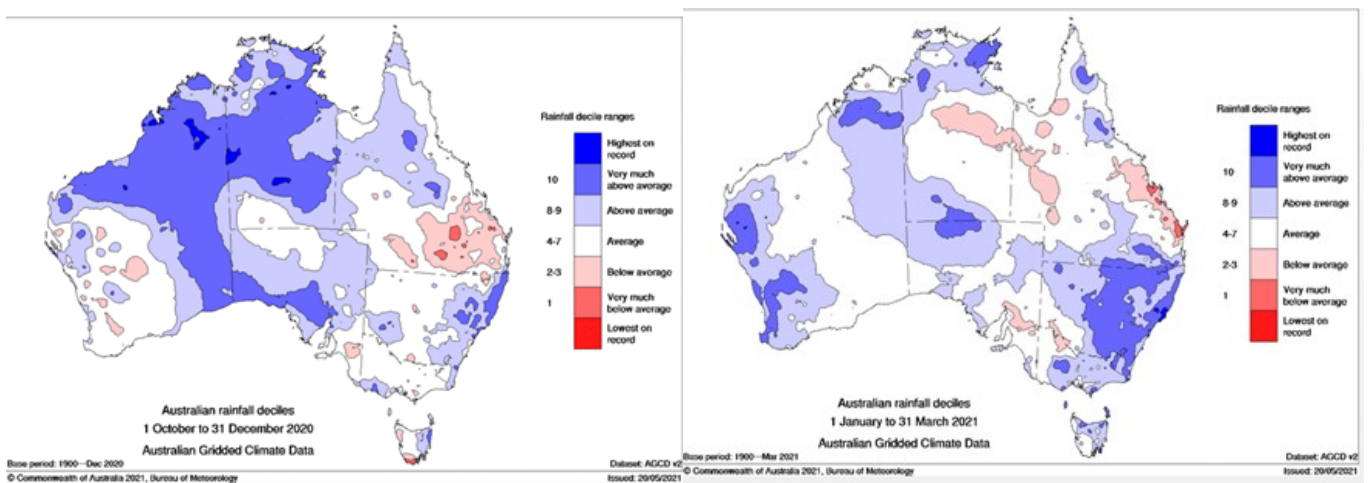 Rainfall decile ranges
Highest on
record
10
Very much
above average
8-9
Above average
4-7
Average
2-3
Below average
1
Very much
below average
Lowest on
record
Australian rainfall deciles
1 October to 31 December 2020
Australian Gridded Climate Data
Base period: 1900—Dec 2020
Dataset: AGCD v2
© Commonwealth of Australia 2021, Bureau of Meteorology
Issued: 20/05/2021
Rainfall decile ranges
Highest on
record
10
Very much
above average
8-9
Above average
4-7
Average
2-3
Below average
1
Very much
below average
Lowest on
record
Australian rainfall deciles
1 January to 31 March 2021
Australian Gridded Climate Data
Base period: 1900—Mar 2021
Dataset: AGCD v2
© Commonwealth of Australia 2021, Bureau of Meteorology
Issued: 20/05/2021